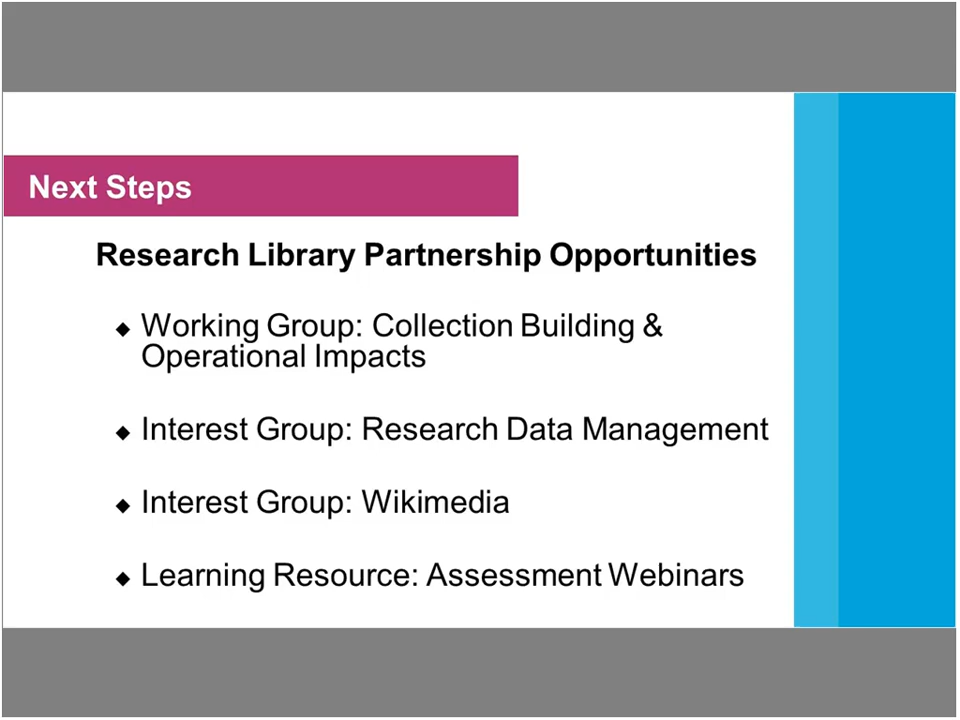 Next Steps
Research Library Partnership Opportunities
◆ Working Group: Collection Building &
Operational Impacts
◆ Interest Group: Research Data Management
◆ Interest Group: Wikimedia
◆ Learning Resource: Assessment Webinars